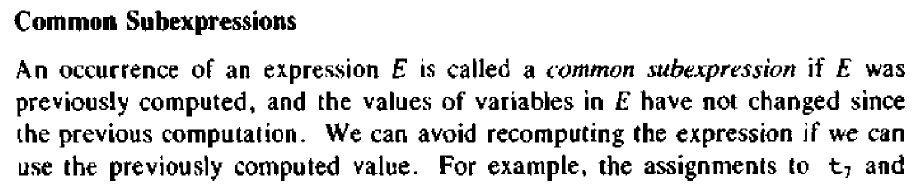 Common Subexpressions
An occurrence of an expression E is called a common subexpression if E was
previously computed, and the values of variables in E have not changed since
the previous computation. We can avoid recomputing the expression if we can
use the previously computed value. For example, the assignments to t₇ and